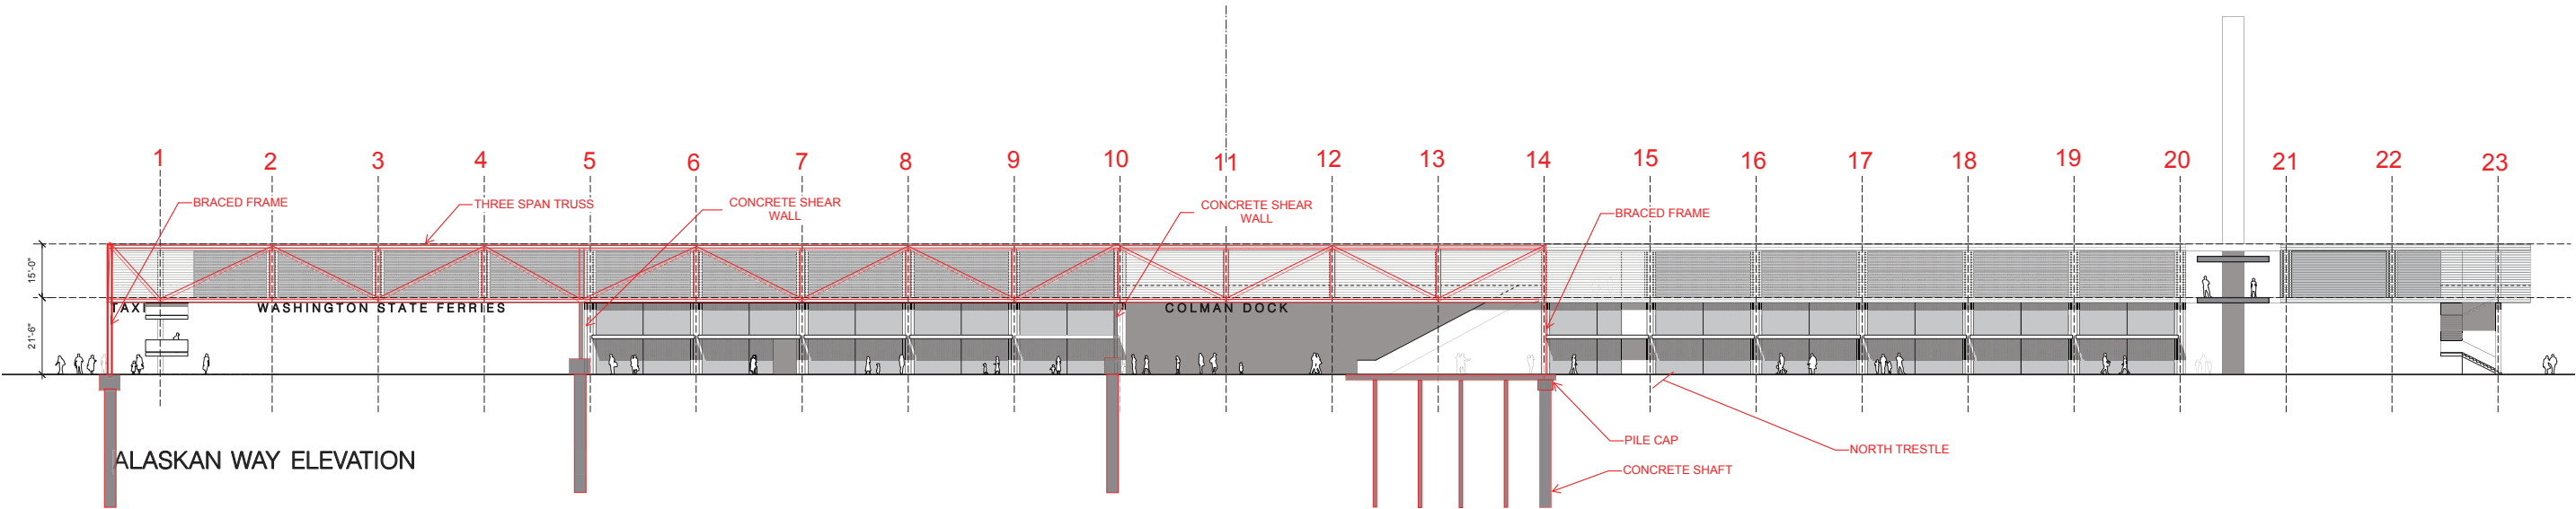 1 2 3 4 5 6 7 8 9 10 11 12 13 14 15 16 17 18 19 20 21 22 23
BRACED FRAME
THREE SPAN TRUSS
CONCRETE SHEAR
WALL
CONCRETE SHEAR
WALL
BRACED FRAME
15'-0"
21'-6"
TAXI
WASHINGTON STATE FERRIES
COLMAN DOCK
PILE CAP
NORTH TRESTLE
CONCRETE SHAFT
ALASKAN WAY ELEVATION